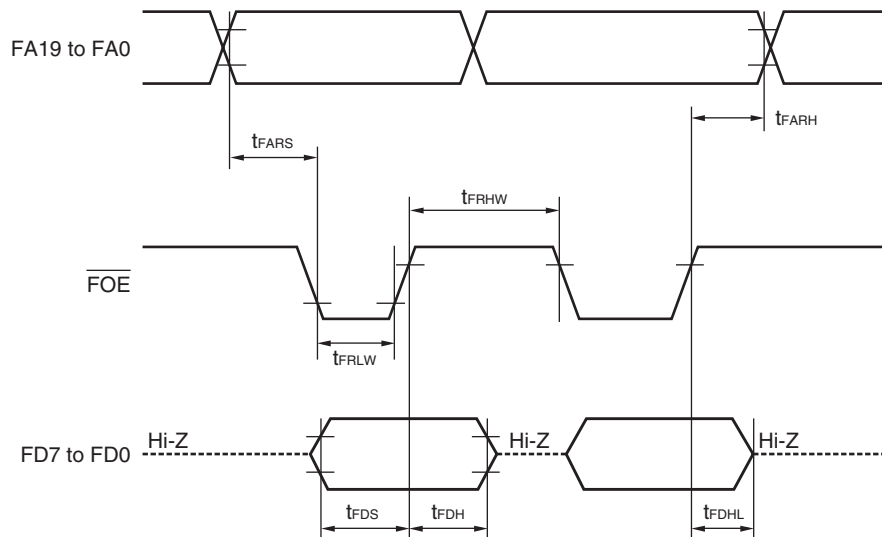 FA19 to FA0
tFARH
tFARS
tFRHW
FOE
tFRLW
Hi-Z
Hi-Z
Hi-Z
FD7 to FD0
tFDS
tFDH
tFDHL